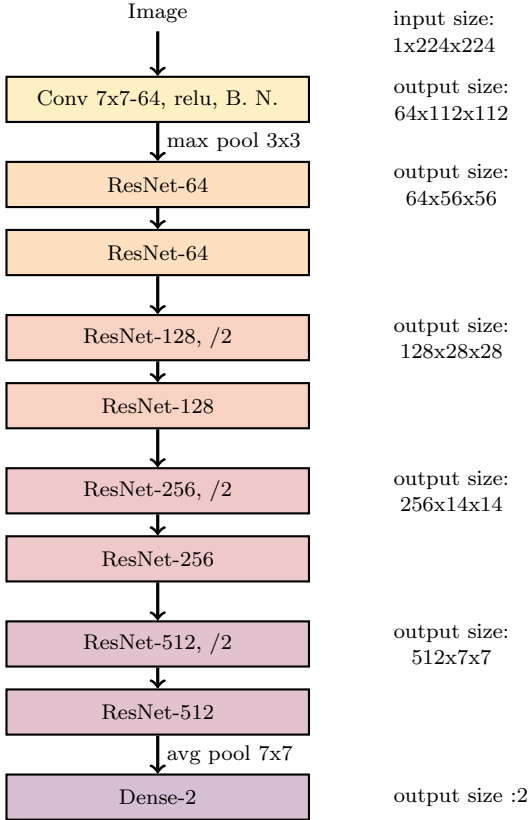 Image
input size:
1x224x224
Conv 7x7-64, relu, B. N.
output size:
64x112x112
max pool 3x3
ResNet-64
output size:
64x56x56
ResNet-64
ResNet-128, /2
output size:
128x28x28
ResNet-128
ResNet-256, /2
output size:
256x14x14
ResNet-256
ResNet-512, /2
output size:
512x7x7
ResNet-512
avg pool 7x7
Dense-2
output size :2